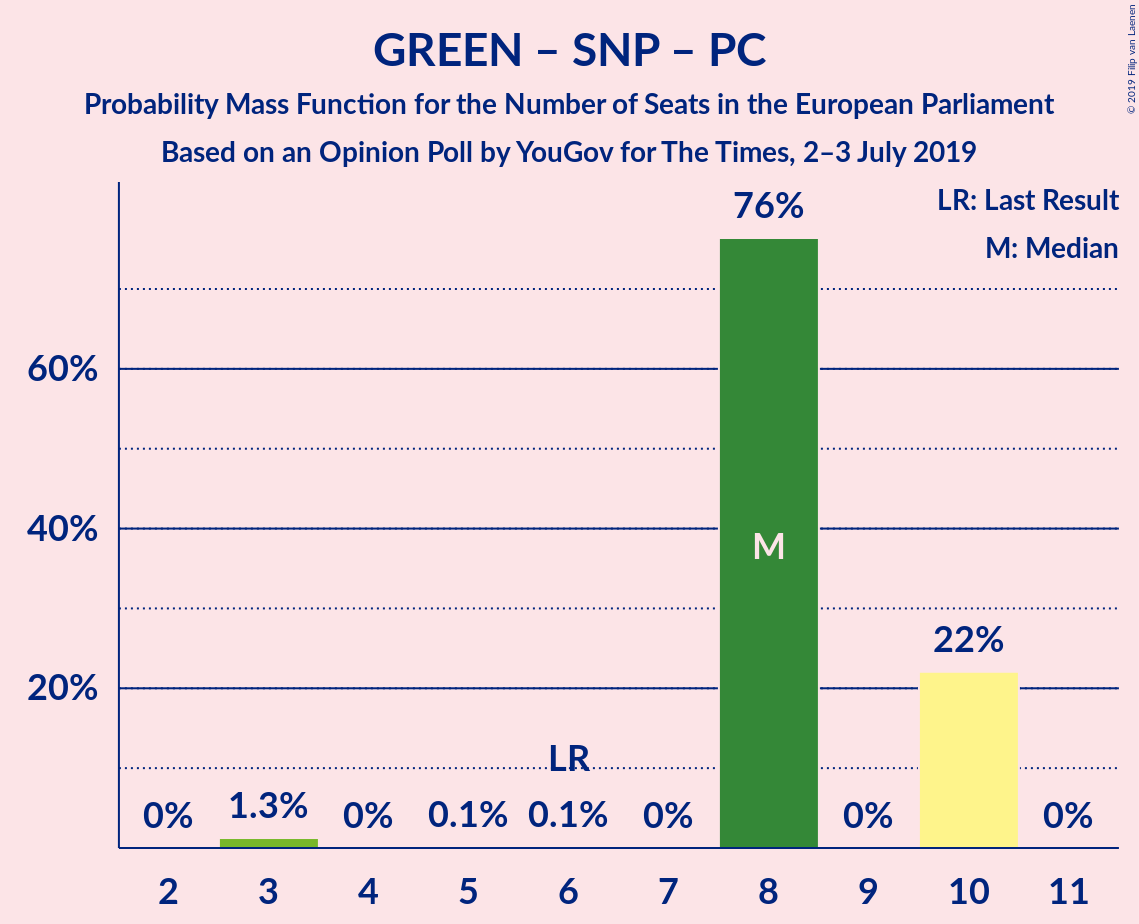 GREEN – SNP – PC
Probability Mass Function for the Number of Seats in the European Parliament
Based on an Opinion Poll by YouGov for The Times, 2–3 July 2019
© 2019 Filip van Laenen
LR: Last Result
M: Median
76%
60%
40%
M
22%
20%
LR
0% 1.3% 0% 0.1% 0.1% 0% 0% 0%
2 3 4 5 6 7 8 9 10 11